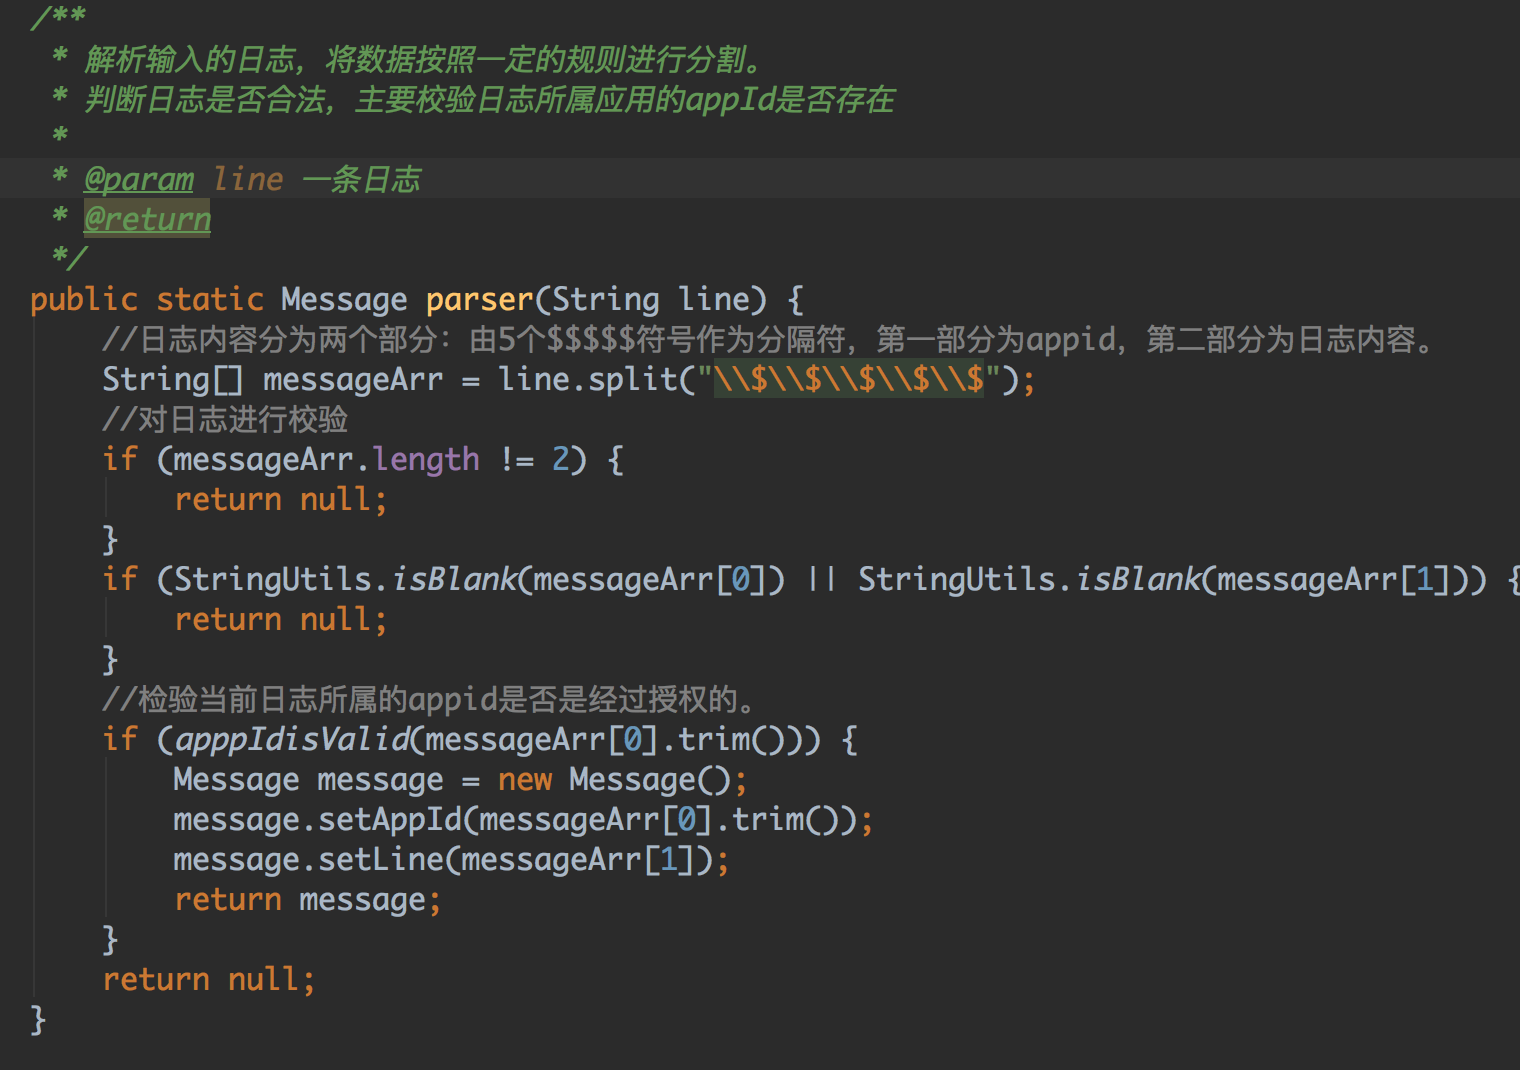 /**
 * 解析输入的日志，将数据按照一定的规则进行分割。
 * 判断日志是否合法，主要校验日志所属应用的appId是否存在
 *
 * @param line 一条日志
 * @return
 */
public static Message parser(String line) {
    //日志内容分为两个部分：由5个$$$$$符号作为分隔符，第一部分为appid，第二部分为日志内容。
    String[] messageArr = line.split("\\$\\$\\$\\$\\$");
    //对日志进行校验
    if (messageArr.length != 2) {
        return null;
    }
    if (StringUtils.isBlank(messageArr[0]) || StringUtils.isBlank(messageArr[1])) {
        return null;
    }
    //检验当前日志所属的appid是否是经过授权的。
    if (apppIdisValid(messageArr[0].trim())) {
        Message message = new Message();
        message.setAppId(messageArr[0].trim());
        message.setLine(messageArr[1]);
        return message;
    }
    return null;
}